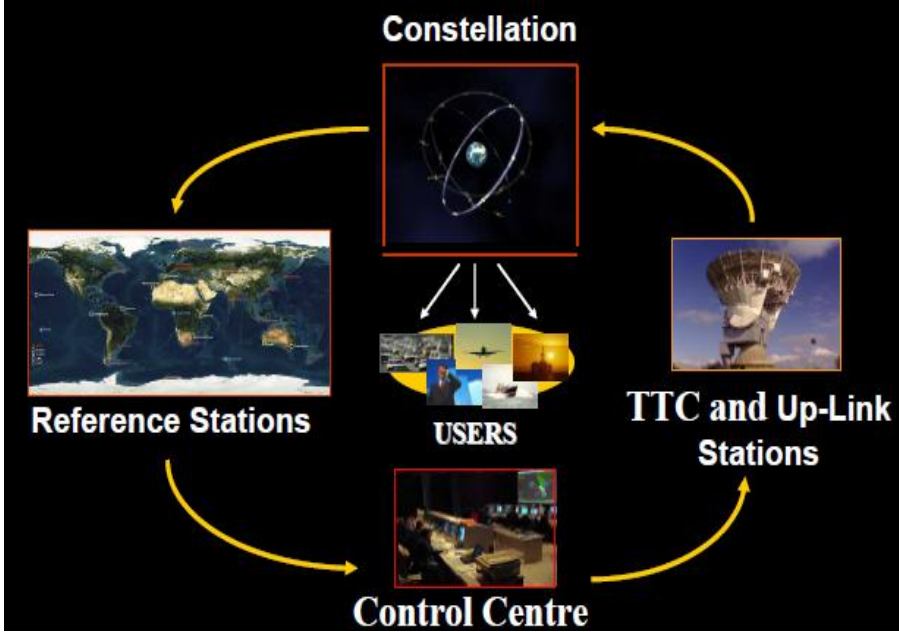 Constellation
Reference Stations
USERS
TTC and Up-Link
Stations
Control Centre